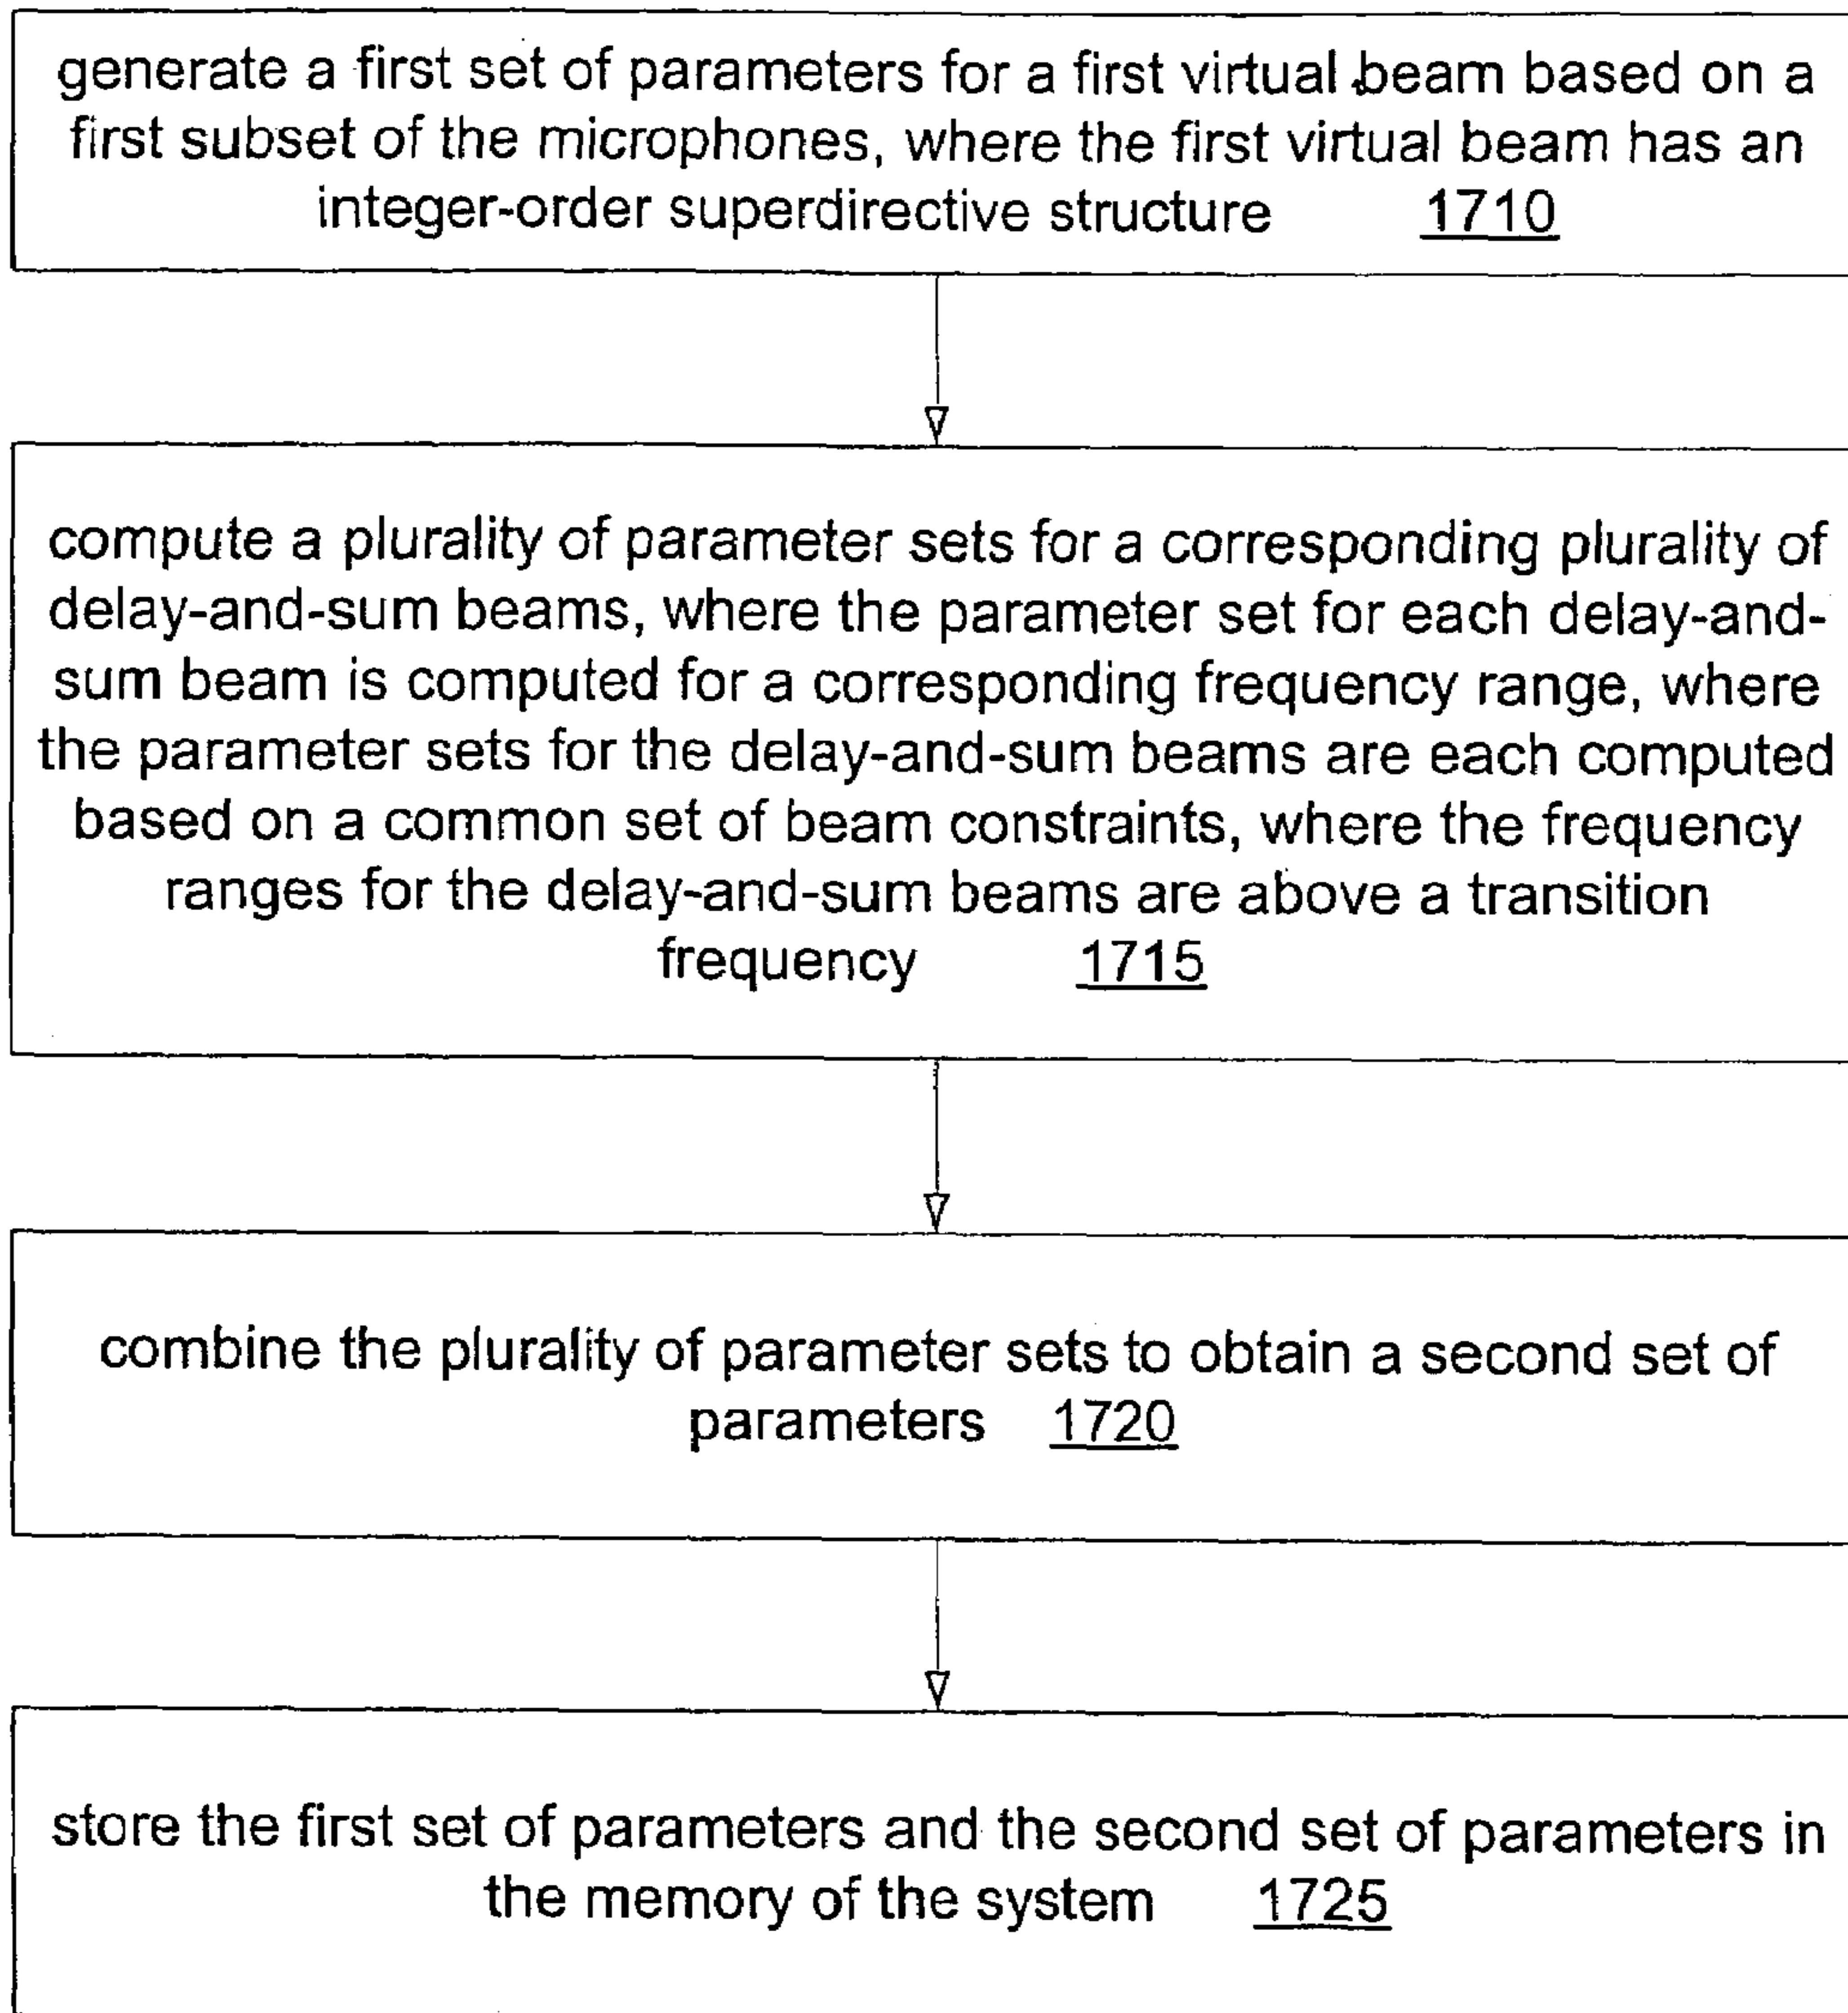 generate a first set of parameters for a first virtual beam based on a
first subset of the microphones, where the first virtual beam has an
integer-order superdirective structure 1710
compute a plurality of parameter sets for a corresponding plurality of
delay-and-sum beams, where the parameter set for each delay-and-
sum beam is computed for a corresponding frequency range, where
the parameter sets for the delay-and-sum beams are each computed
based on a common set of beam constraints, where the frequency
ranges for the delay-and-sum beams are above a transition
frequency 1715
combine the plurality of parameter sets to obtain a second set of
parameters 1720
store the first set of parameters and the second set of parameters in
the memory of the system 1725